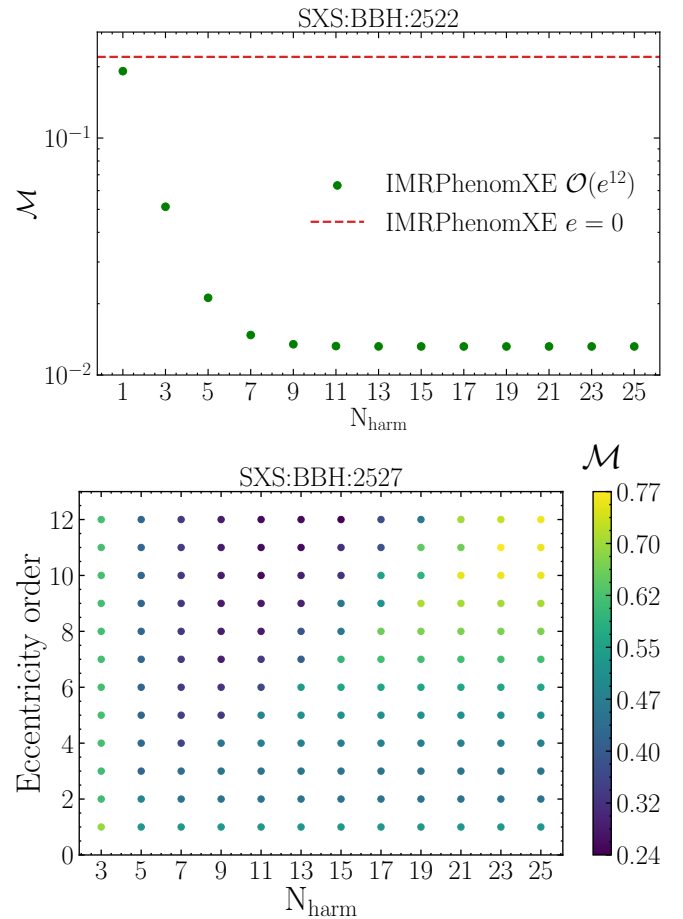 SXS:BBH:2522
10⁻¹
10⁻²
ℳ
IMRPhenomXE 𝒪(e¹²)
IMRPhenomXE e = 0
1 3 5 7 9 11 13 15 17 19 21 23 25
N_harm
SXS:BBH:2527
ℳ
12
10
8
6
4
2
0
Eccentricity order
3 5 7 9 11 13 15 17 19 21 23 25
N_harm
0.77
0.70
0.62
0.55
0.47
0.40
0.32
0.24